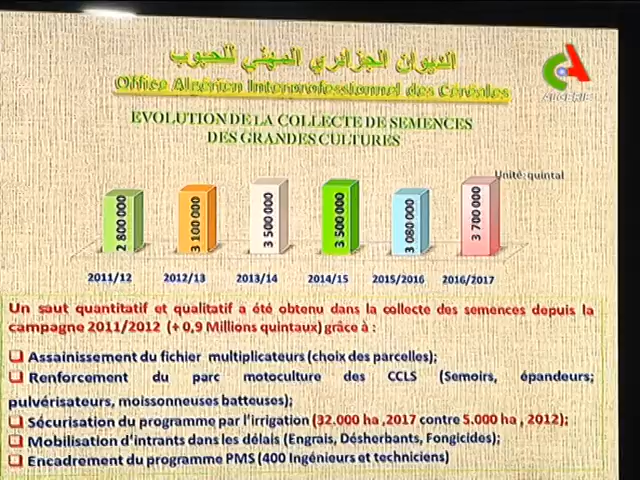 الديوان الجزائري المهني للحبوب
Office Algérien Interprofessionnel des Céréales
ALGERIE
EVOLUTION DE LA COLLECTE DE SEMENCES
DES GRANDES CULTURES
Unité: quintal
2 800 000
3 100 000
3 500 000
3 500 000
3 080 000
3 700 000
2011/12
2012/13
2013/14
2014/15
2015/2016
2016/2017
Un saut quantitatif et qualitatif a été obtenu dans la collecte des semences depuis la
campagne 2011/2012 (+ 0,9 Millions quintaux) grâce à :
❑ Assainissement du fichier multiplicateurs (choix des parcelles);
❑ Renforcement du parc motoculture des CCLS (Semoirs, épandeurs;
pulvérisateurs, moissonneuses batteuses);
❑ Sécurisation du programme par l'irrigation (32.000 ha ,2017 contre 5.000 ha , 2012);
❑ Mobilisation d'intrants dans les délais (Engrais, Désherbants, Fongicides);
❑ Encadrement du programme PMS (400 Ingénieurs et techniciens)